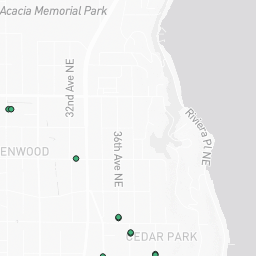 Acacia Memorial Park
32nd Ave NE
Riviera Pl NE
36th Ave NE
ENWOOD
CEDAR PARK